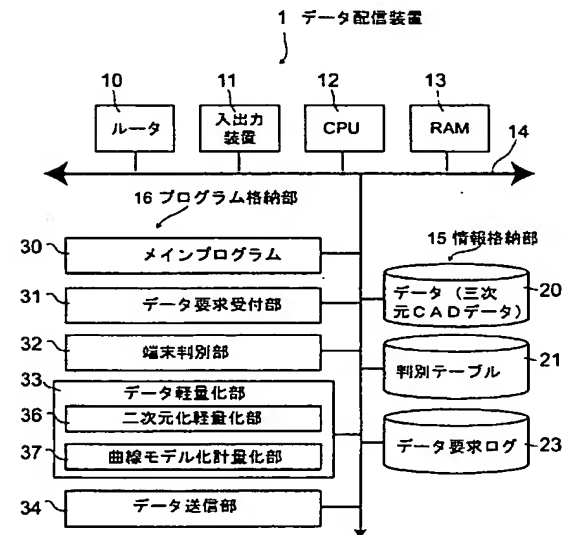 1 データ配信装置
10
11
12
13
ルータ
入出力
装置
CPU
RAM
14
16 プログラム格納部
15 情報格納部
30
メインプログラム
31
データ要求受付部
32
端末判別部
33
データ軽量化部
36
二次元化軽量化部
37
曲線モデル化計量化部
34
データ送信部
データ(三次
元CADデータ)
20
判別テーブル
21
データ要求ログ
23